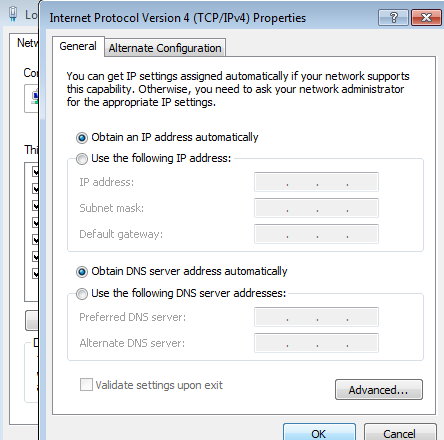 Lo
Internet Protocol Version 4 (TCP/IPv4) Properties
?
General
Alternate Configuration
Netw
You can get IP settings assigned automatically if your network supports
this capability. Otherwise, you need to ask your network administrator
for the appropriate IP settings.
Obtain an IP address automatically
Use the following IP address:
IP address:
. . .
Subnet mask:
. . .
Default gateway:
. . .
Obtain DNS server address automatically
Use the following DNS server addresses:
Preferred DNS server:
. . .
Alternate DNS server:
. . .
Validate settings upon exit
Advanced...
OK
Cancel